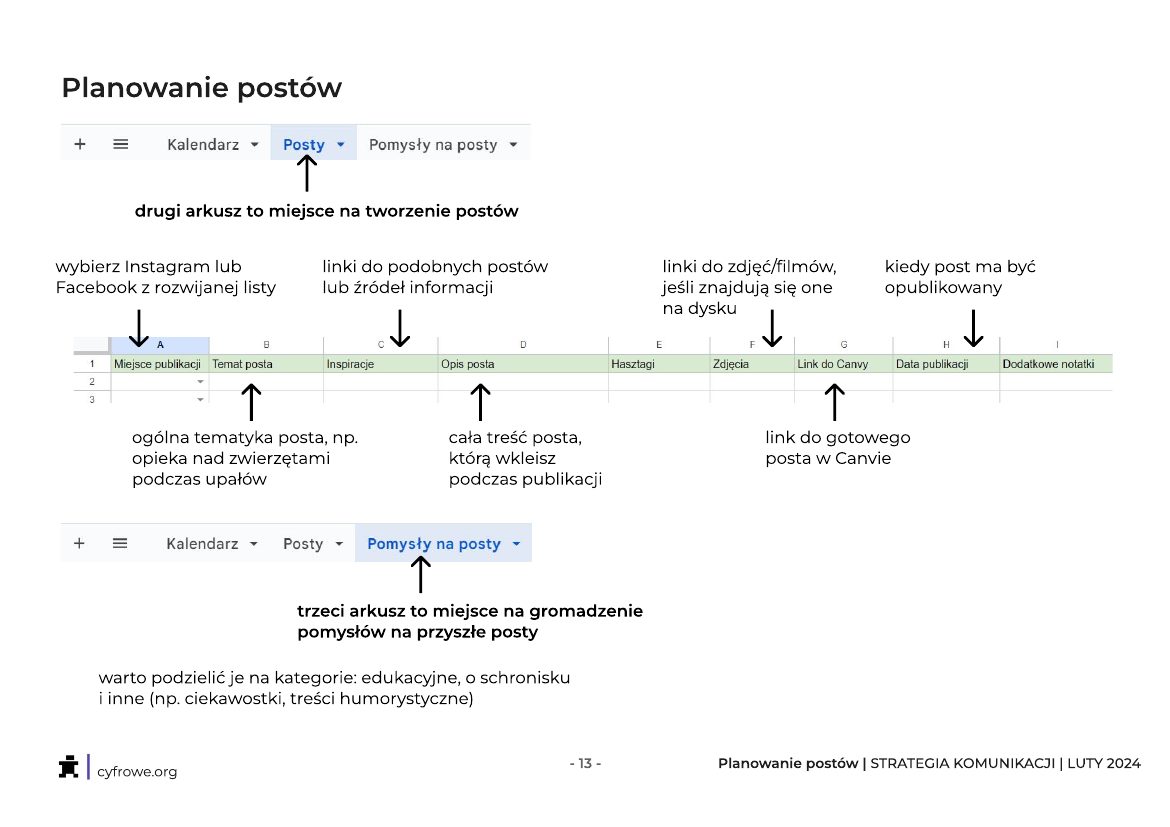 Planowanie postów
+ ≡ Kalendarz Posty Pomysły na posty
drugi arkusz to miejsce na tworzenie postów
wybierz Instagram lub
Facebook z rozwijanej listy
linki do podobnych postów
lub źródeł informacji
linki do zdjęć/filmów,
jeśli znajdują się one
na dysku
kiedy post ma być
opublikowany
A B C D E F G H I
1 Miejsce publikacji Temat posta Inspiracje Opis posta Hasztagi Zdjęcia Link do Canvy Data publikacji Dodatkowe notatki
2
3
ogólna tematyka posta, np.
opieka nad zwierzętami
podczas upałów
cała treść posta,
którą wkleisz
podczas publikacji
link do gotowego
posta w Canvie
+ ≡ Kalendarz Posty Pomysły na posty
trzeci arkusz to miejsce na gromadzenie
pomysłów na przyszłe posty
warto podzielić je na kategorie: edukacyjne, o schronisku
i inne (np. ciekawostki, treści humorystyczne)
cyfrowe.org
- 13 -
Planowanie postów | STRATEGIA KOMUNIKACJI | LUTY 2024